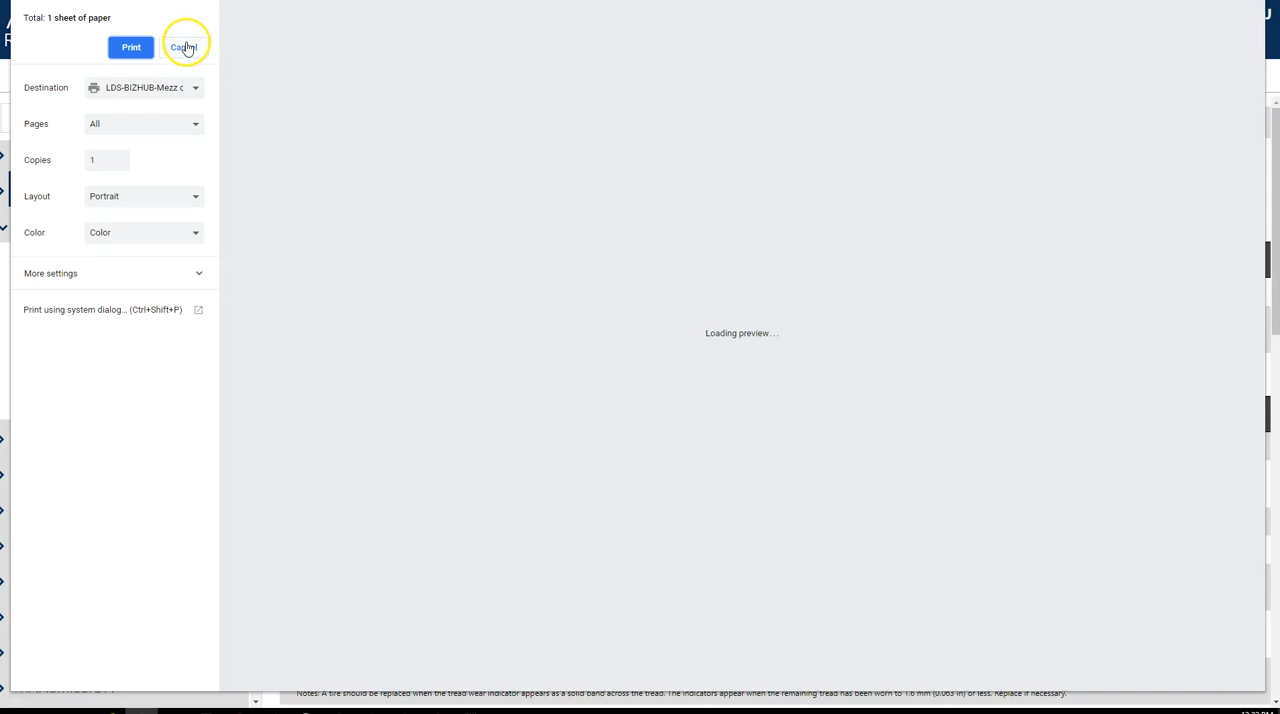 Total: 1 sheet of paper
Print
Destination
LDS-BIZHUB-Mezz c
Pages
All
Copies
1
Layout
Portrait
Color
Color
More settings
Print using system dialog... (Ctrl+Shift+P)
Loading preview...
Notes: A tire should be replaced when the tread wear indicator appears as a solid band across the tread. The indicators appear when the remaining tread has been worn to 1.6 mm (0.063 in) or less. Replace if necessary.